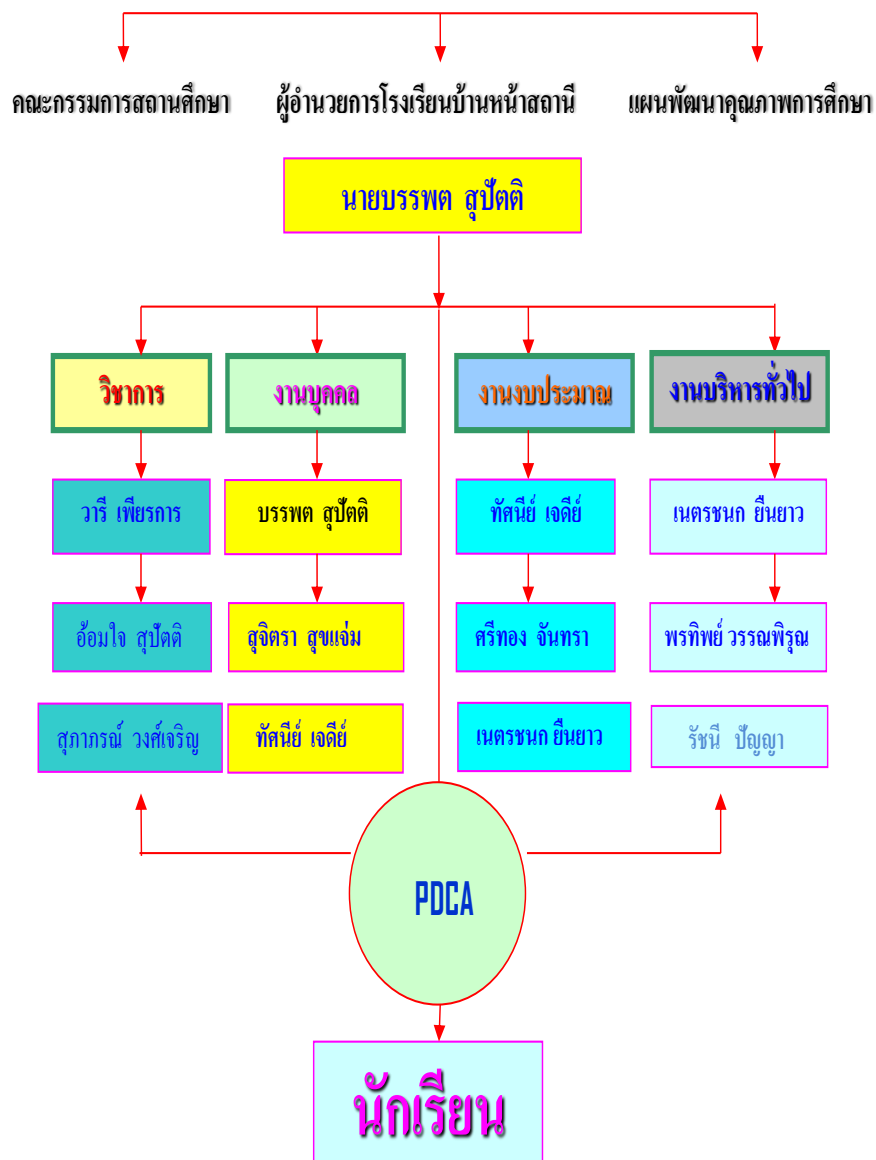 คณะกรรมการสถานศึกษา ผู้อำนวยการโรงเรียนบ้านหน้าสถานี แผนพัฒนาคุณภาพการศึกษา
นายบรรพต สุปัตติ
วิชาการ งานบุคคล งานงบประมาณ งานบริหารทั่วไป
วารี เพียรการ บรรพต สุปัตติ ทัศนีย์ เจดีย์ เนตรชนก ยืนยาว
อ้อมใจ สุปัตติ สุจิตรา สุขแจ่ม ศรีทอง จันทรา พรทิพย์ วรรณพิรุณ
สุภาภรณ์ วงศ์เจริญ ทัศนีย์ เจดีย์ เนตรชนก ยืนยาว รัชนี ปัญญา
PDCA
นักเรียน